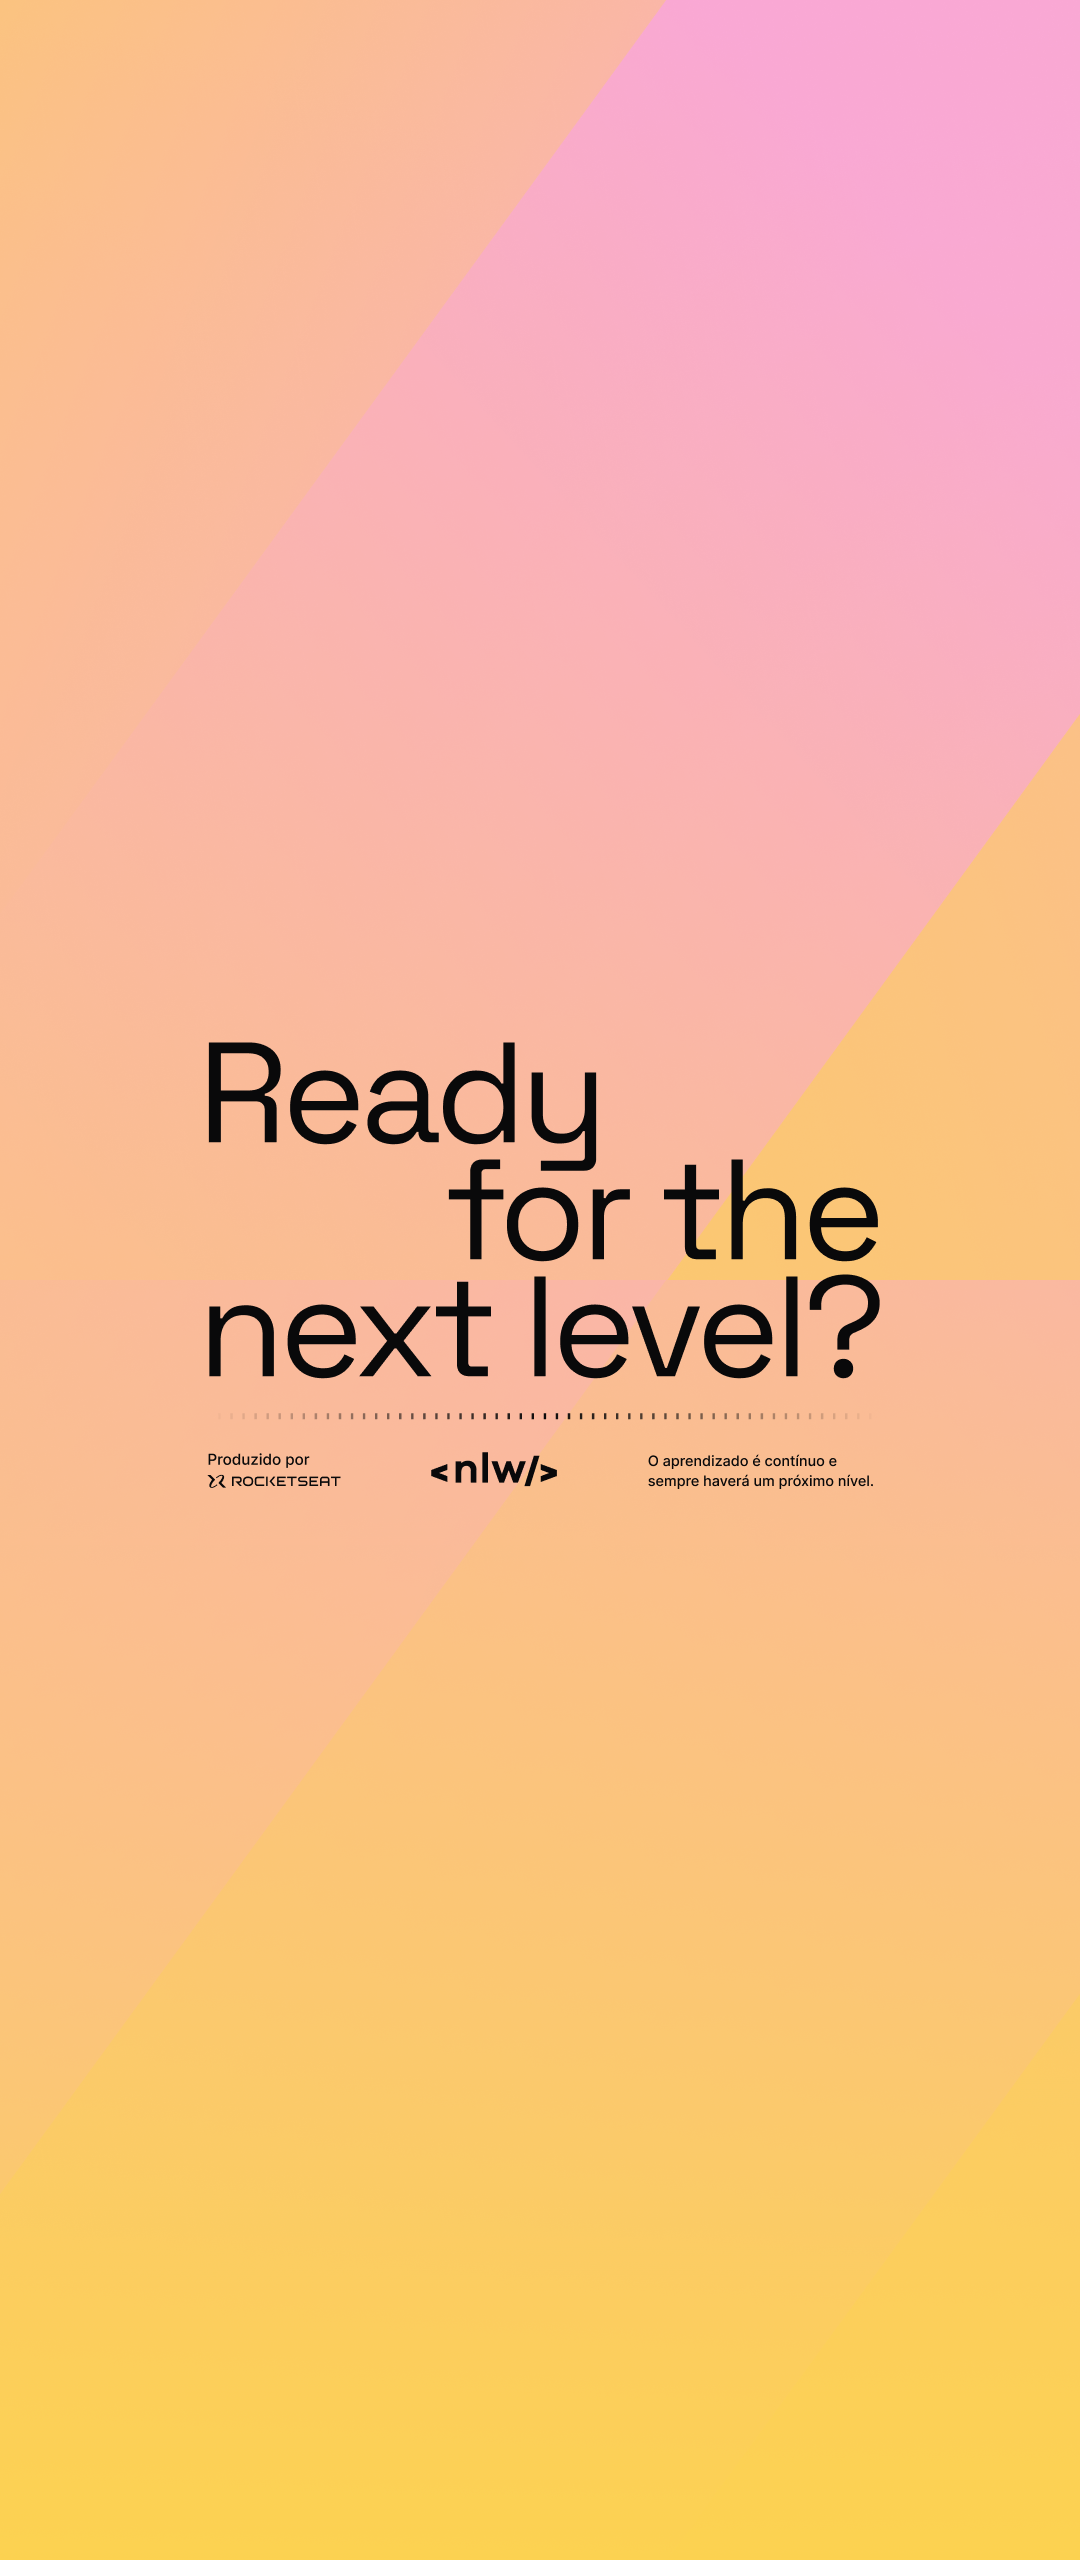 Ready
for the
next level?
Produzido por
ROCKETSEAT
<nlw/>
O aprendizado é contínuo e
sempre haverá um próximo nível.